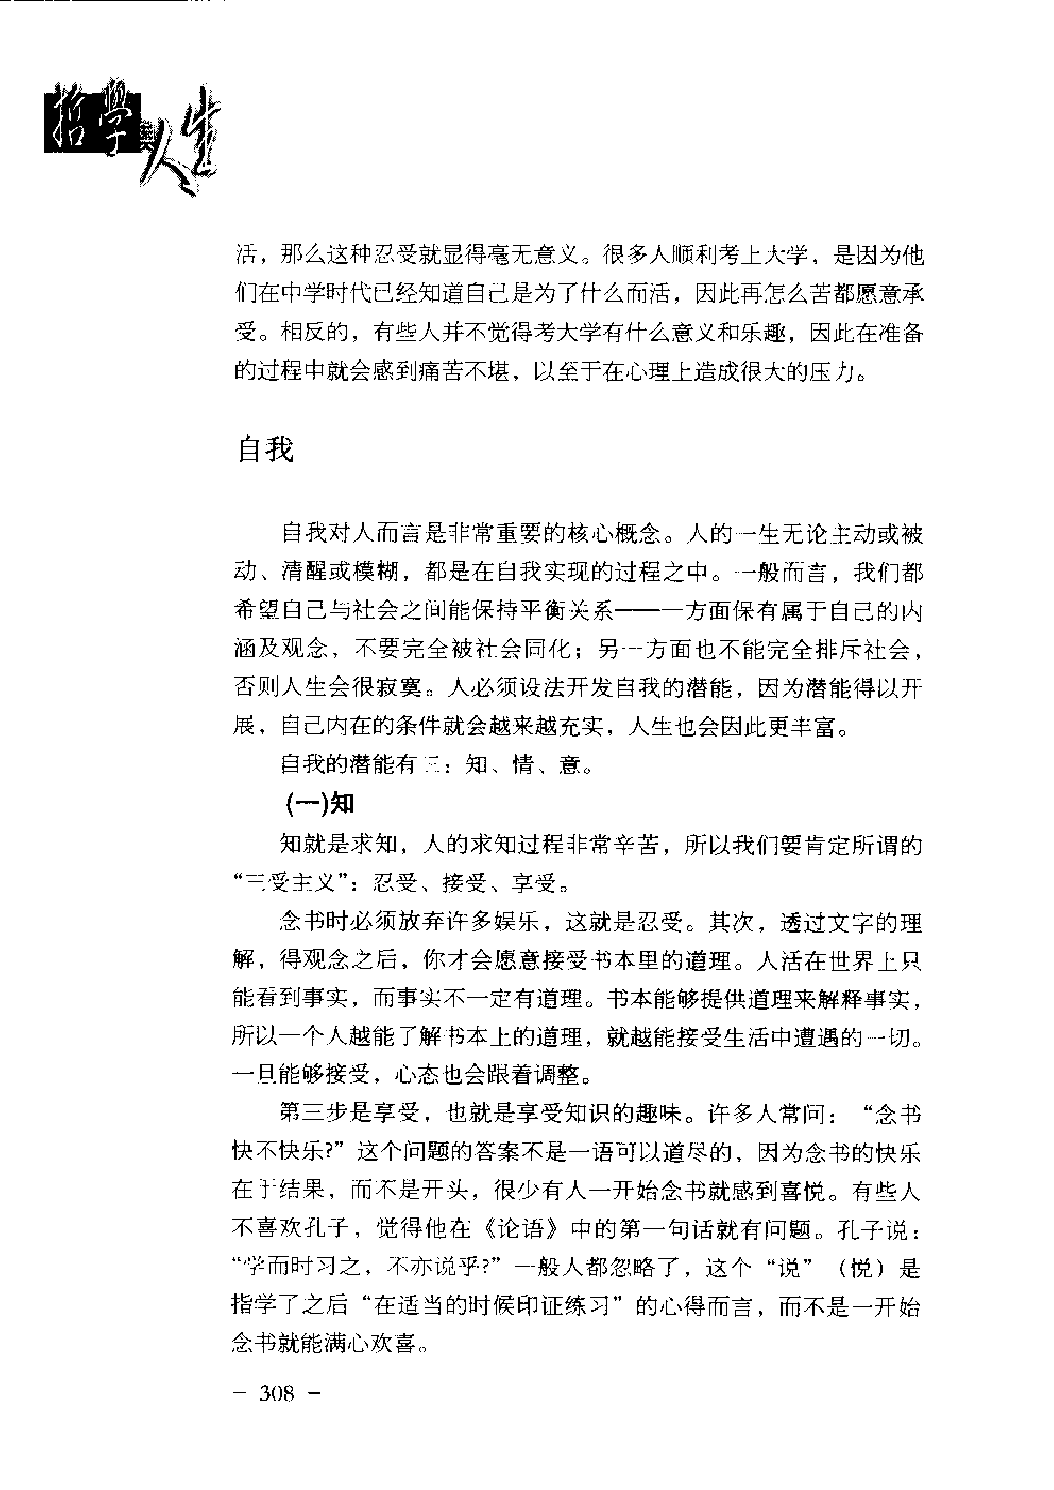 哲學與人生
活，那么这种忍受就显得毫无意义。很多人顺利考上大学，是因为他
们在中学时代已经知道自己是为了什么而活，因此再怎么苦都愿意承
受。相反的，有些人并不觉得考大学有什么意义和乐趣，因此在准备
的过程中就会感到痛苦不堪，以至于在心理上造成很大的压力。
自我
自我对人而言是非常重要的核心概念。人的一生无论主动或被
动、清醒或模糊，都是在自我实现的过程之中。一般而言，我们都
希望自己与社会之间能保持平衡关系——一方面保有属于自己的内
涵及观念，不要完全被社会同化；另一方面也不能完全排斥社会，
否则人生会很寂寞。人必须设法开发自我的潜能，因为潜能得以开
展，自己内在的条件就会越来越充实，人生也会因此更丰富。
自我的潜能有三：知、情、意。
(一)知
知就是求知，人的求知过程非常辛苦，所以我们要肯定所谓的
“三受主义”：忍受、接受、享受。
念书时必须放弃许多娱乐，这就是忍受。其次，透过文字的理
解，得观念之后，你才会愿意接受书本里的道理。人活在世界上只
能看到事实，而事实不一定有道理。书本能够提供道理来解释事实，
所以一个人越能了解书本上的道理，就越能接受生活中遭遇的一切。
一旦能够接受，心态也会跟着调整。
第三步是享受，也就是享受知识的趣味。许多人常问：“念书
快不快乐?”这个问题的答案不是一语可以道尽的，因为念书的快乐
在于结果，而不是开头，很少有人一开始念书就感到喜悦。有些人
不喜欢孔子，觉得他在《论语》中的第一句话就有问题。孔子说：
“学而时习之，不亦说乎?”一般人都忽略了，这个“说”（悦）是
指学了之后“在适当的时候印证练习”的心得而言，而不是一开始
念书就能满心欢喜。
- 308 -